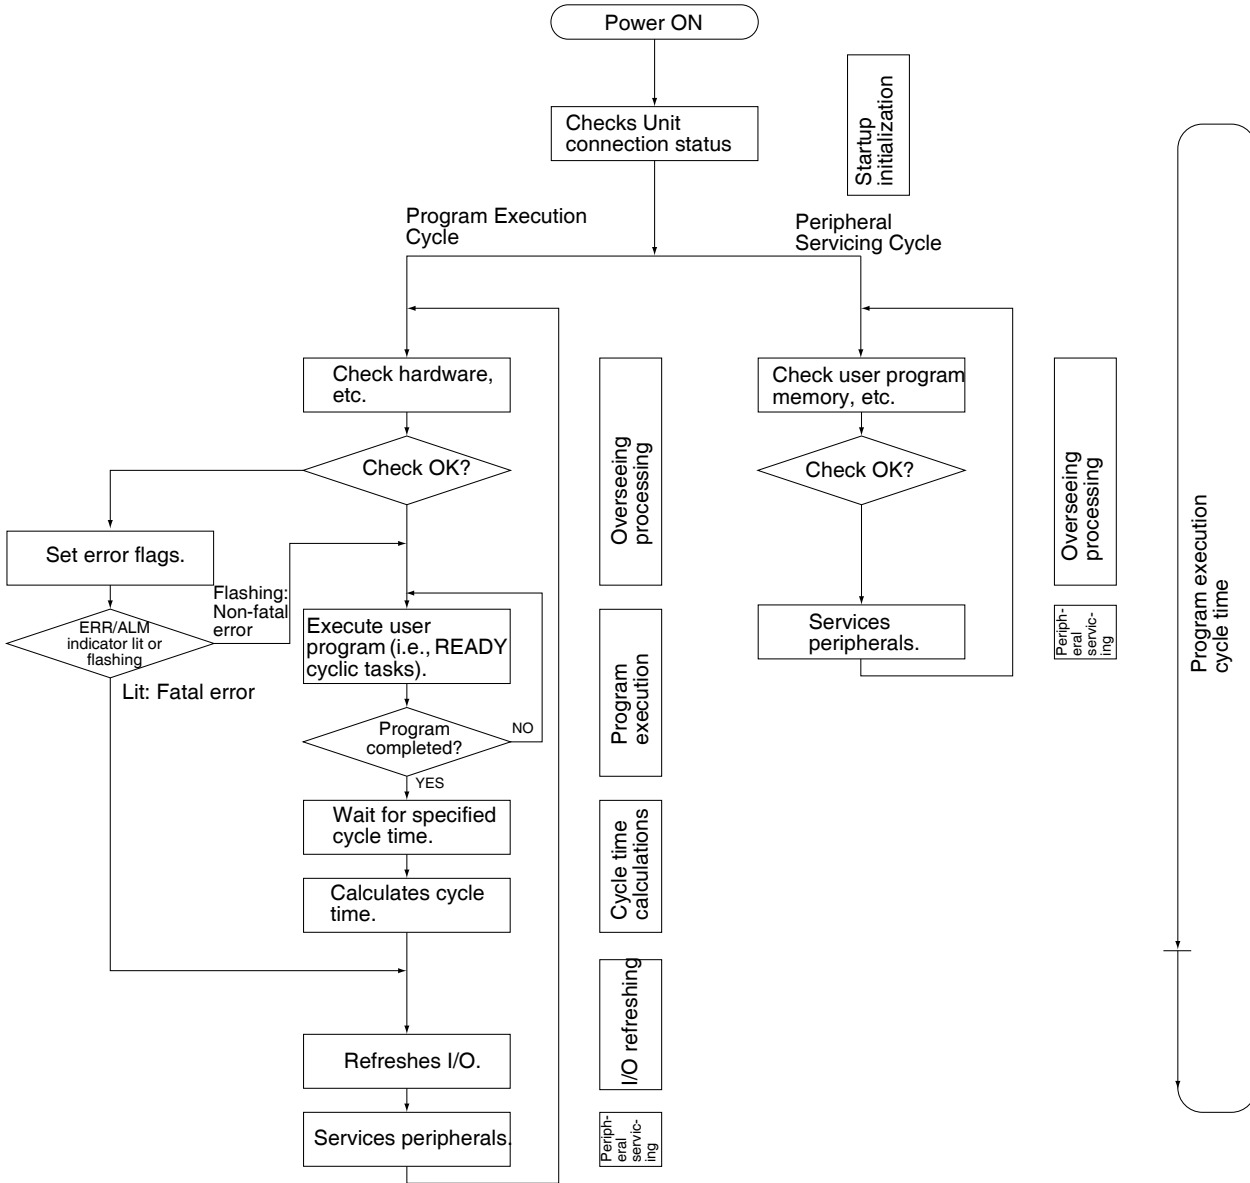 Power ON
Checks Unit
connection status
Startup
initialization
Program Execution
Cycle
Peripheral
Servicing Cycle
Check hardware,
etc.
Check OK?
Set error flags.
Flashing:
Non-fatal
error
ERR/ALM
indicator lit or
flashing
Lit: Fatal error
Execute user
program (i.e., READY
cyclic tasks).
Program
completed?
NO
YES
Wait for specified
cycle time.
Calculates cycle
time.
Refreshes I/O.
Services peripherals.
Overseeing
processing
Program
execution
Cycle time
calculations
I/O refreshing
Periph-
eral
servic-
ing
Check user program
memory, etc.
Check OK?
Services
peripherals.
Overseeing
processing
Periph-
eral
servic-
ing
Program execution
cycle time